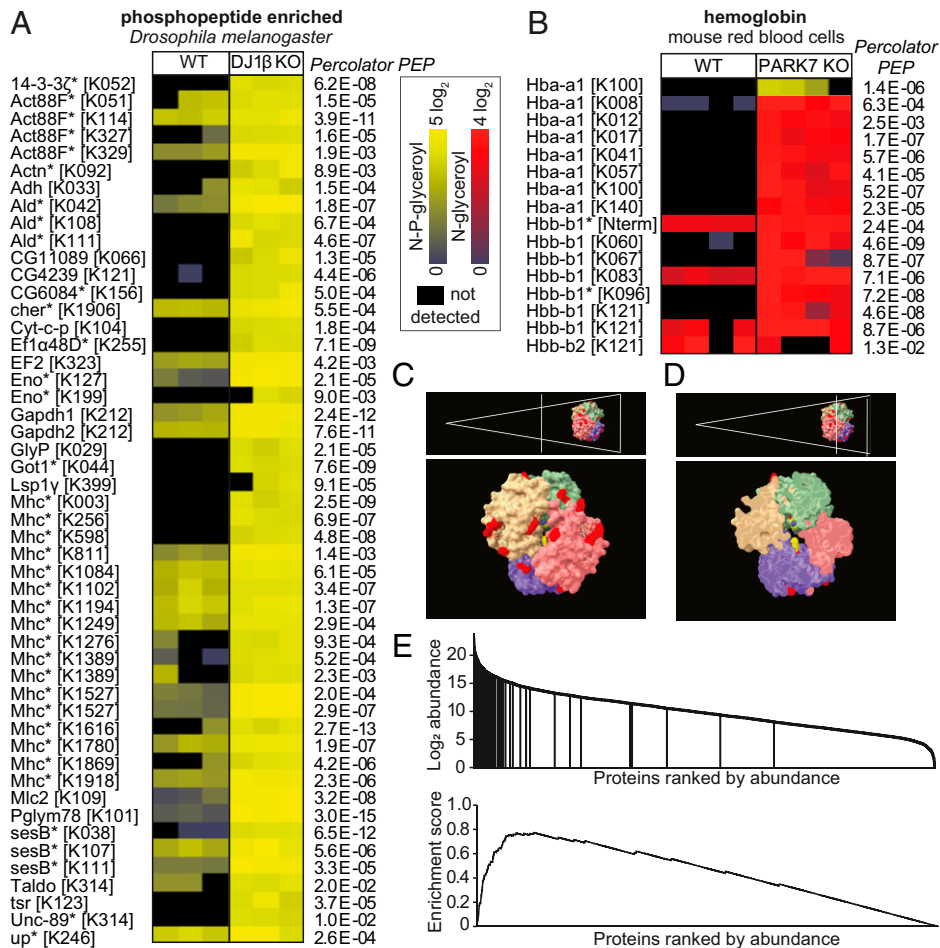 A
phosphopeptide enriched
Drosophila melanogaster
WT DJ1β KO Percolator PEP
14-3-3ζ* [K052] 6.2E-08
Act88F* [K051] 1.5E-05
Act88F* [K114] 3.9E-11
Act88F* [K327] 1.6E-05
Act88F* [K329] 1.9E-03
Actn* [K092] 8.9E-03
Adh [K033] 1.5E-04
Ald* [K042] 1.8E-07
Ald* [K108] 6.7E-04
Ald* [K111] 4.6E-07
CG11089 [K066] 1.3E-05
CG4239 [K121] 4.4E-06
CG6084* [K156] 5.0E-04
cher* [K1906] 5.5E-04
Cyt-c-p [K104] 1.8E-04
Ef1α48D* [K255] 7.1E-09
EF2 [K323] 4.2E-03
Eno* [K127] 2.1E-05
Eno* [K199] 9.0E-03
Gapdh1 [K212] 2.4E-12
Gapdh2 [K212] 7.6E-11
GlyP [K029] 2.1E-05
Got1* [K044] 7.6E-09
Lsp1γ [K399] 9.1E-05
Mhc* [K003] 2.5E-09
Mhc* [K256] 6.9E-07
Mhc* [K598] 4.8E-08
Mhc* [K811] 1.4E-03
Mhc* [K1084] 6.1E-05
Mhc* [K1102] 3.4E-07
Mhc* [K1194] 1.3E-07
Mhc* [K1249] 2.9E-04
Mhc* [K1276] 9.3E-04
Mhc* [K1389] 5.2E-04
Mhc* [K1389] 2.3E-03
Mhc* [K1527] 2.0E-04
Mhc* [K1527] 2.9E-07
Mhc* [K1616] 2.7E-13
Mhc* [K1780] 1.9E-07
Mhc* [K1869] 4.2E-06
Mhc* [K1918] 2.3E-06
Mlc2 [K109] 3.2E-08
Pglym78 [K101] 3.0E-15
sesB* [K038] 6.5E-12
sesB* [K107] 5.6E-06
sesB* [K111] 3.3E-05
Taldo [K314] 2.0E-02
tsr [K123] 3.7E-05
Unc-89* [K314] 1.0E-02
up* [K246] 2.6E-04
N-P-glyceroyl
0 5 log2
N-glyceroyl
0 4 log2
not
detected
B
hemoglobin
mouse red blood cells
WT PARK7 KO
Percolator
PEP
Hba-a1 [K100] 1.4E-06
Hba-a1 [K008] 6.3E-04
Hba-a1 [K012] 2.5E-03
Hba-a1 [K017] 1.7E-07
Hba-a1 [K041] 5.7E-06
Hba-a1 [K057] 4.1E-05
Hba-a1 [K100] 5.2E-07
Hba-a1 [K140] 2.3E-05
Hbb-b1* [Nterm] 2.4E-04
Hbb-b1 [K060] 4.6E-09
Hbb-b1 [K067] 8.7E-07
Hbb-b1 [K083] 7.1E-06
Hbb-b1* [K096] 7.2E-08
Hbb-b1 [K121] 4.6E-08
Hbb-b1 [K121] 8.7E-06
Hbb-b2 [K121] 1.3E-02
C
D
E
Log2 abundance
20
15
10
5
0
Proteins ranked by abundance
Enrichment score
1.0
0.8
0.6
0.4
0.2
0
Proteins ranked by abundance